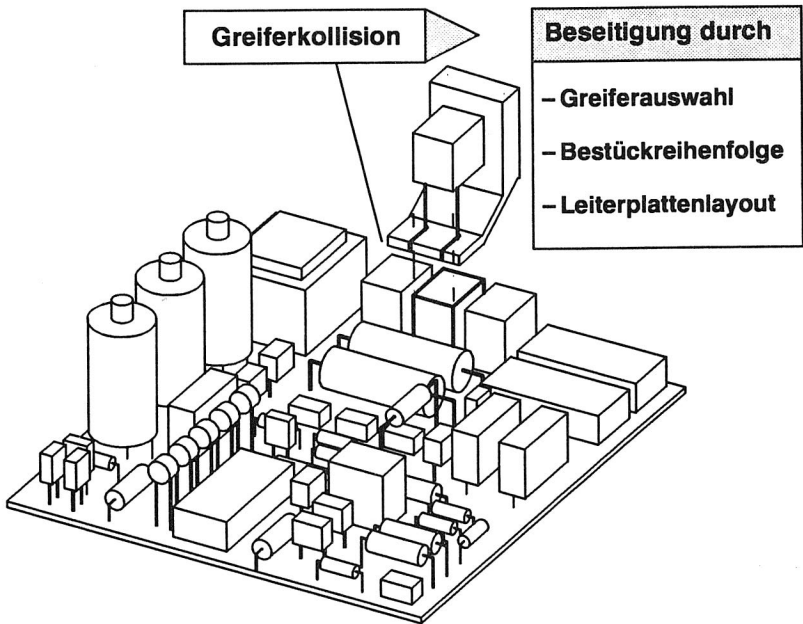 Greiferkollision
Beseitigung durch
– Greiferauswahl
– Bestückreihenfolge
– Leiterplattenlayout